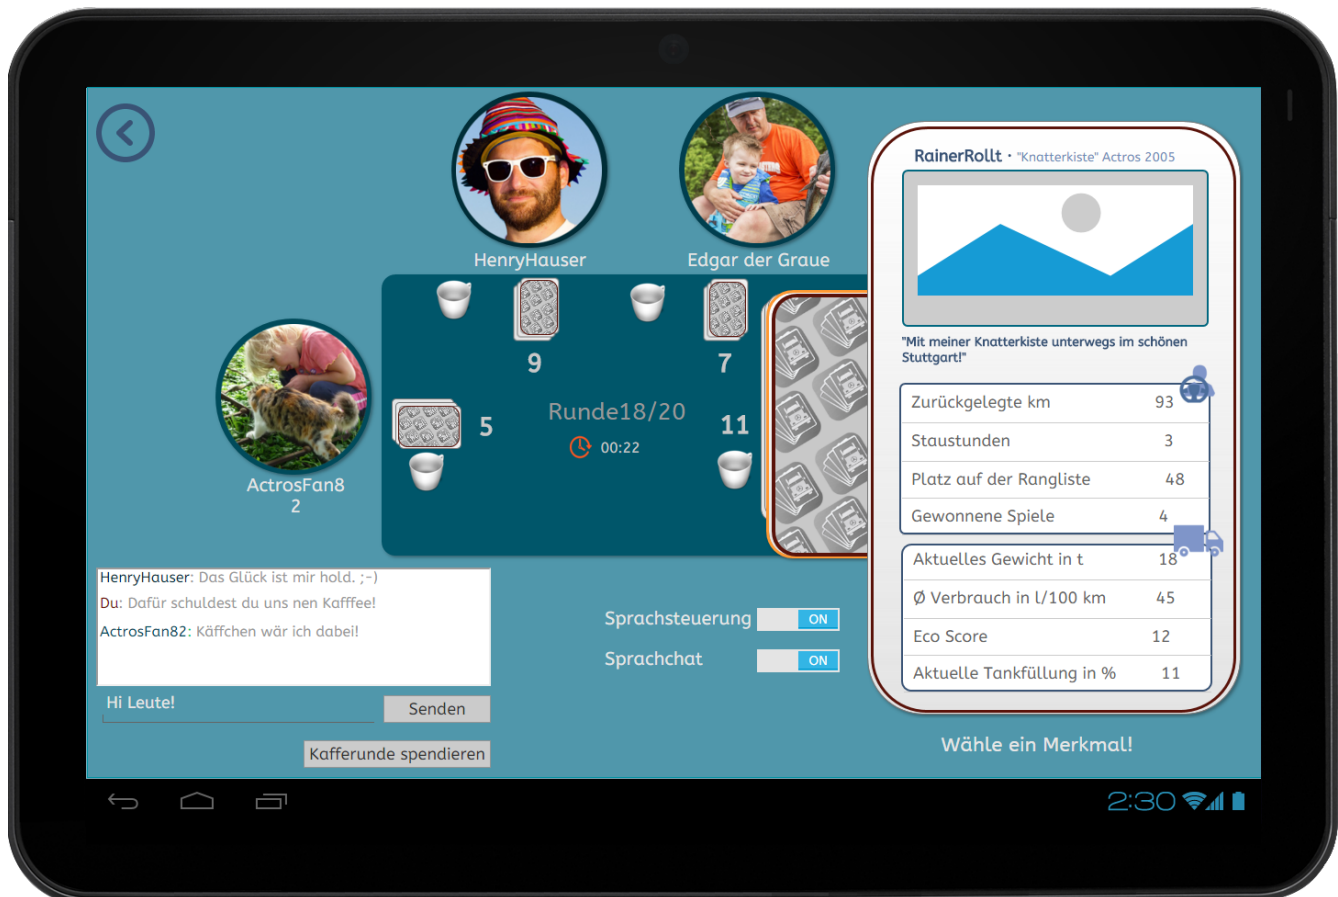 HenryHauser
Edgar der Graue
ActrosFan8
2
9
7
5
Runde18/20
11
00:22
HenryHauser: Das Glück ist mir hold. ;-)
Du: Dafür schuldest du uns nen Kafffee!
ActrosFan82: Käffchen wär ich dabei!
Hi Leute!
Senden
Kafferunde spendieren
Sprachsteuerung ON
Sprachchat ON
RainerRollt · "Knatterkiste" Actros 2005
"Mit meiner Knatterkiste unterwegs im schönen
Stuttgart!"
Zurückgelegte km 93
Staustunden 3
Platz auf der Rangliste 48
Gewonnene Spiele 4
Aktuelles Gewicht in t 18
Ø Verbrauch in l/100 km 45
Eco Score 12
Aktuelle Tankfüllung in % 11
Wähle ein Merkmal!
2:30